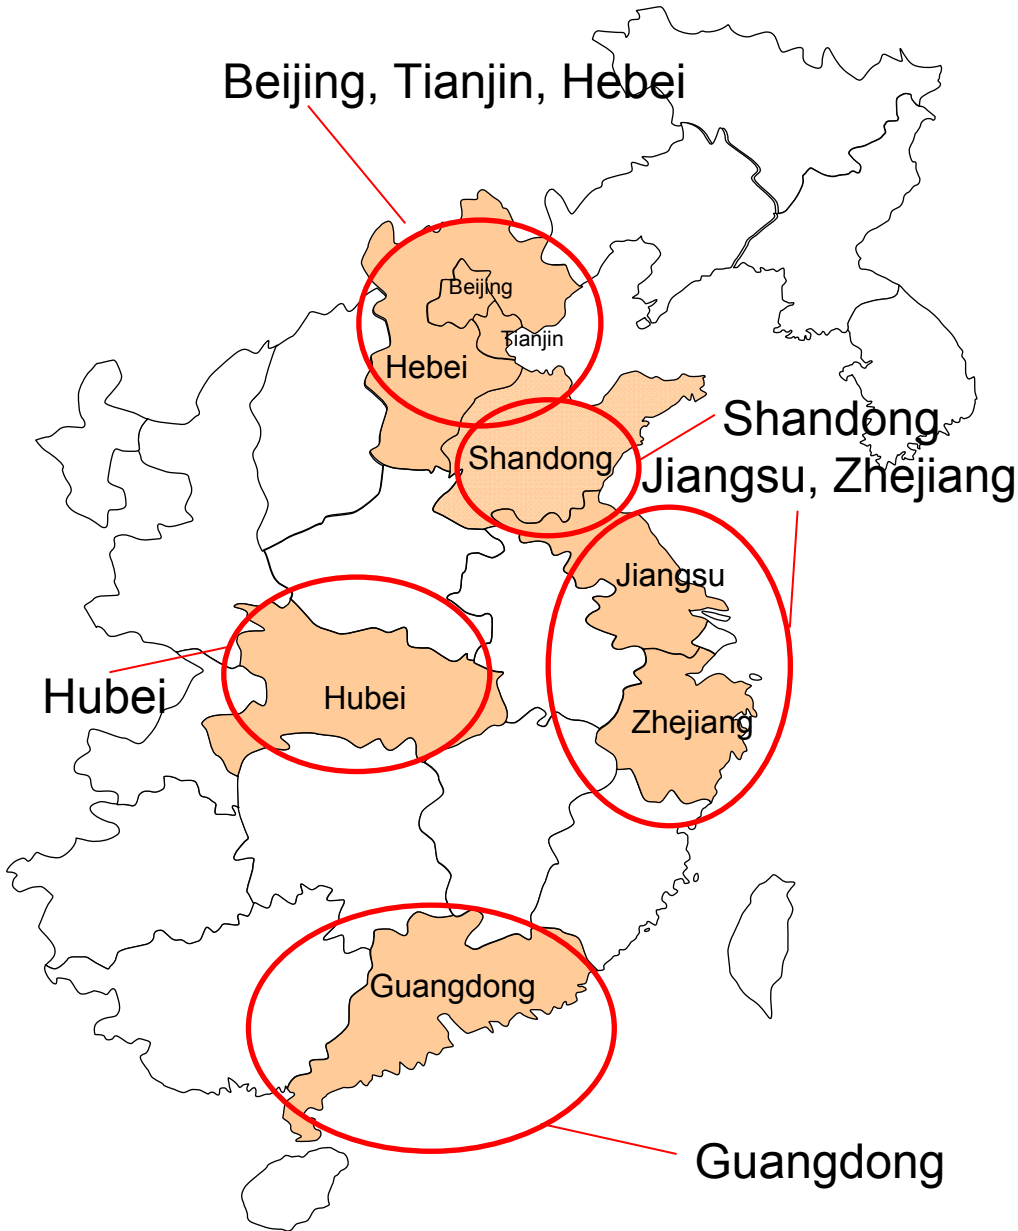 Beijing, Tianjin, Hebei
Beijing
Tianjin
Hebei
Shandong
Shandong
Jiangsu, Zhejiang
Jiangsu
Hubei
Hubei
Zhejiang
Guangdong
Guangdong